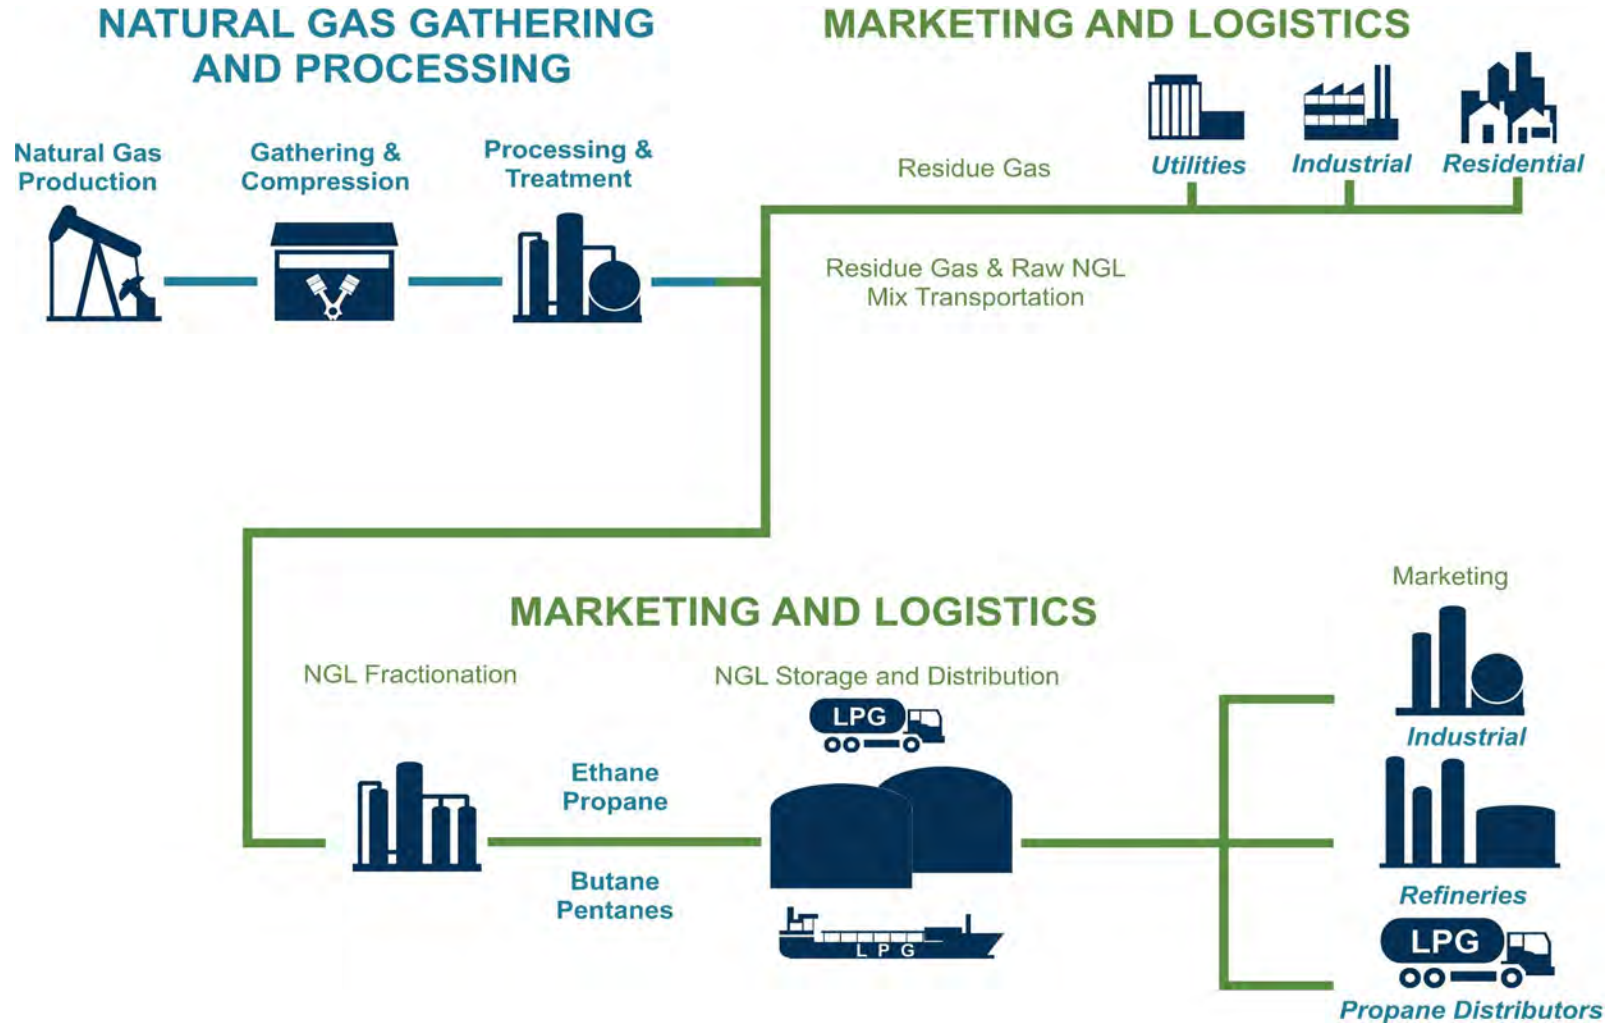 NATURAL GAS GATHERING
AND PROCESSING
MARKETING AND LOGISTICS
Natural Gas
Production
Gathering &
Compression
Processing &
Treatment
Residue Gas
Utilities
Industrial
Residential
Residue Gas & Raw NGL
Mix Transportation
MARKETING AND LOGISTICS
NGL Fractionation
NGL Storage and Distribution
LPG
Ethane
Propane
Butane
Pentanes
L P G
Marketing
Industrial
Refineries
LPG
Propane Distributors